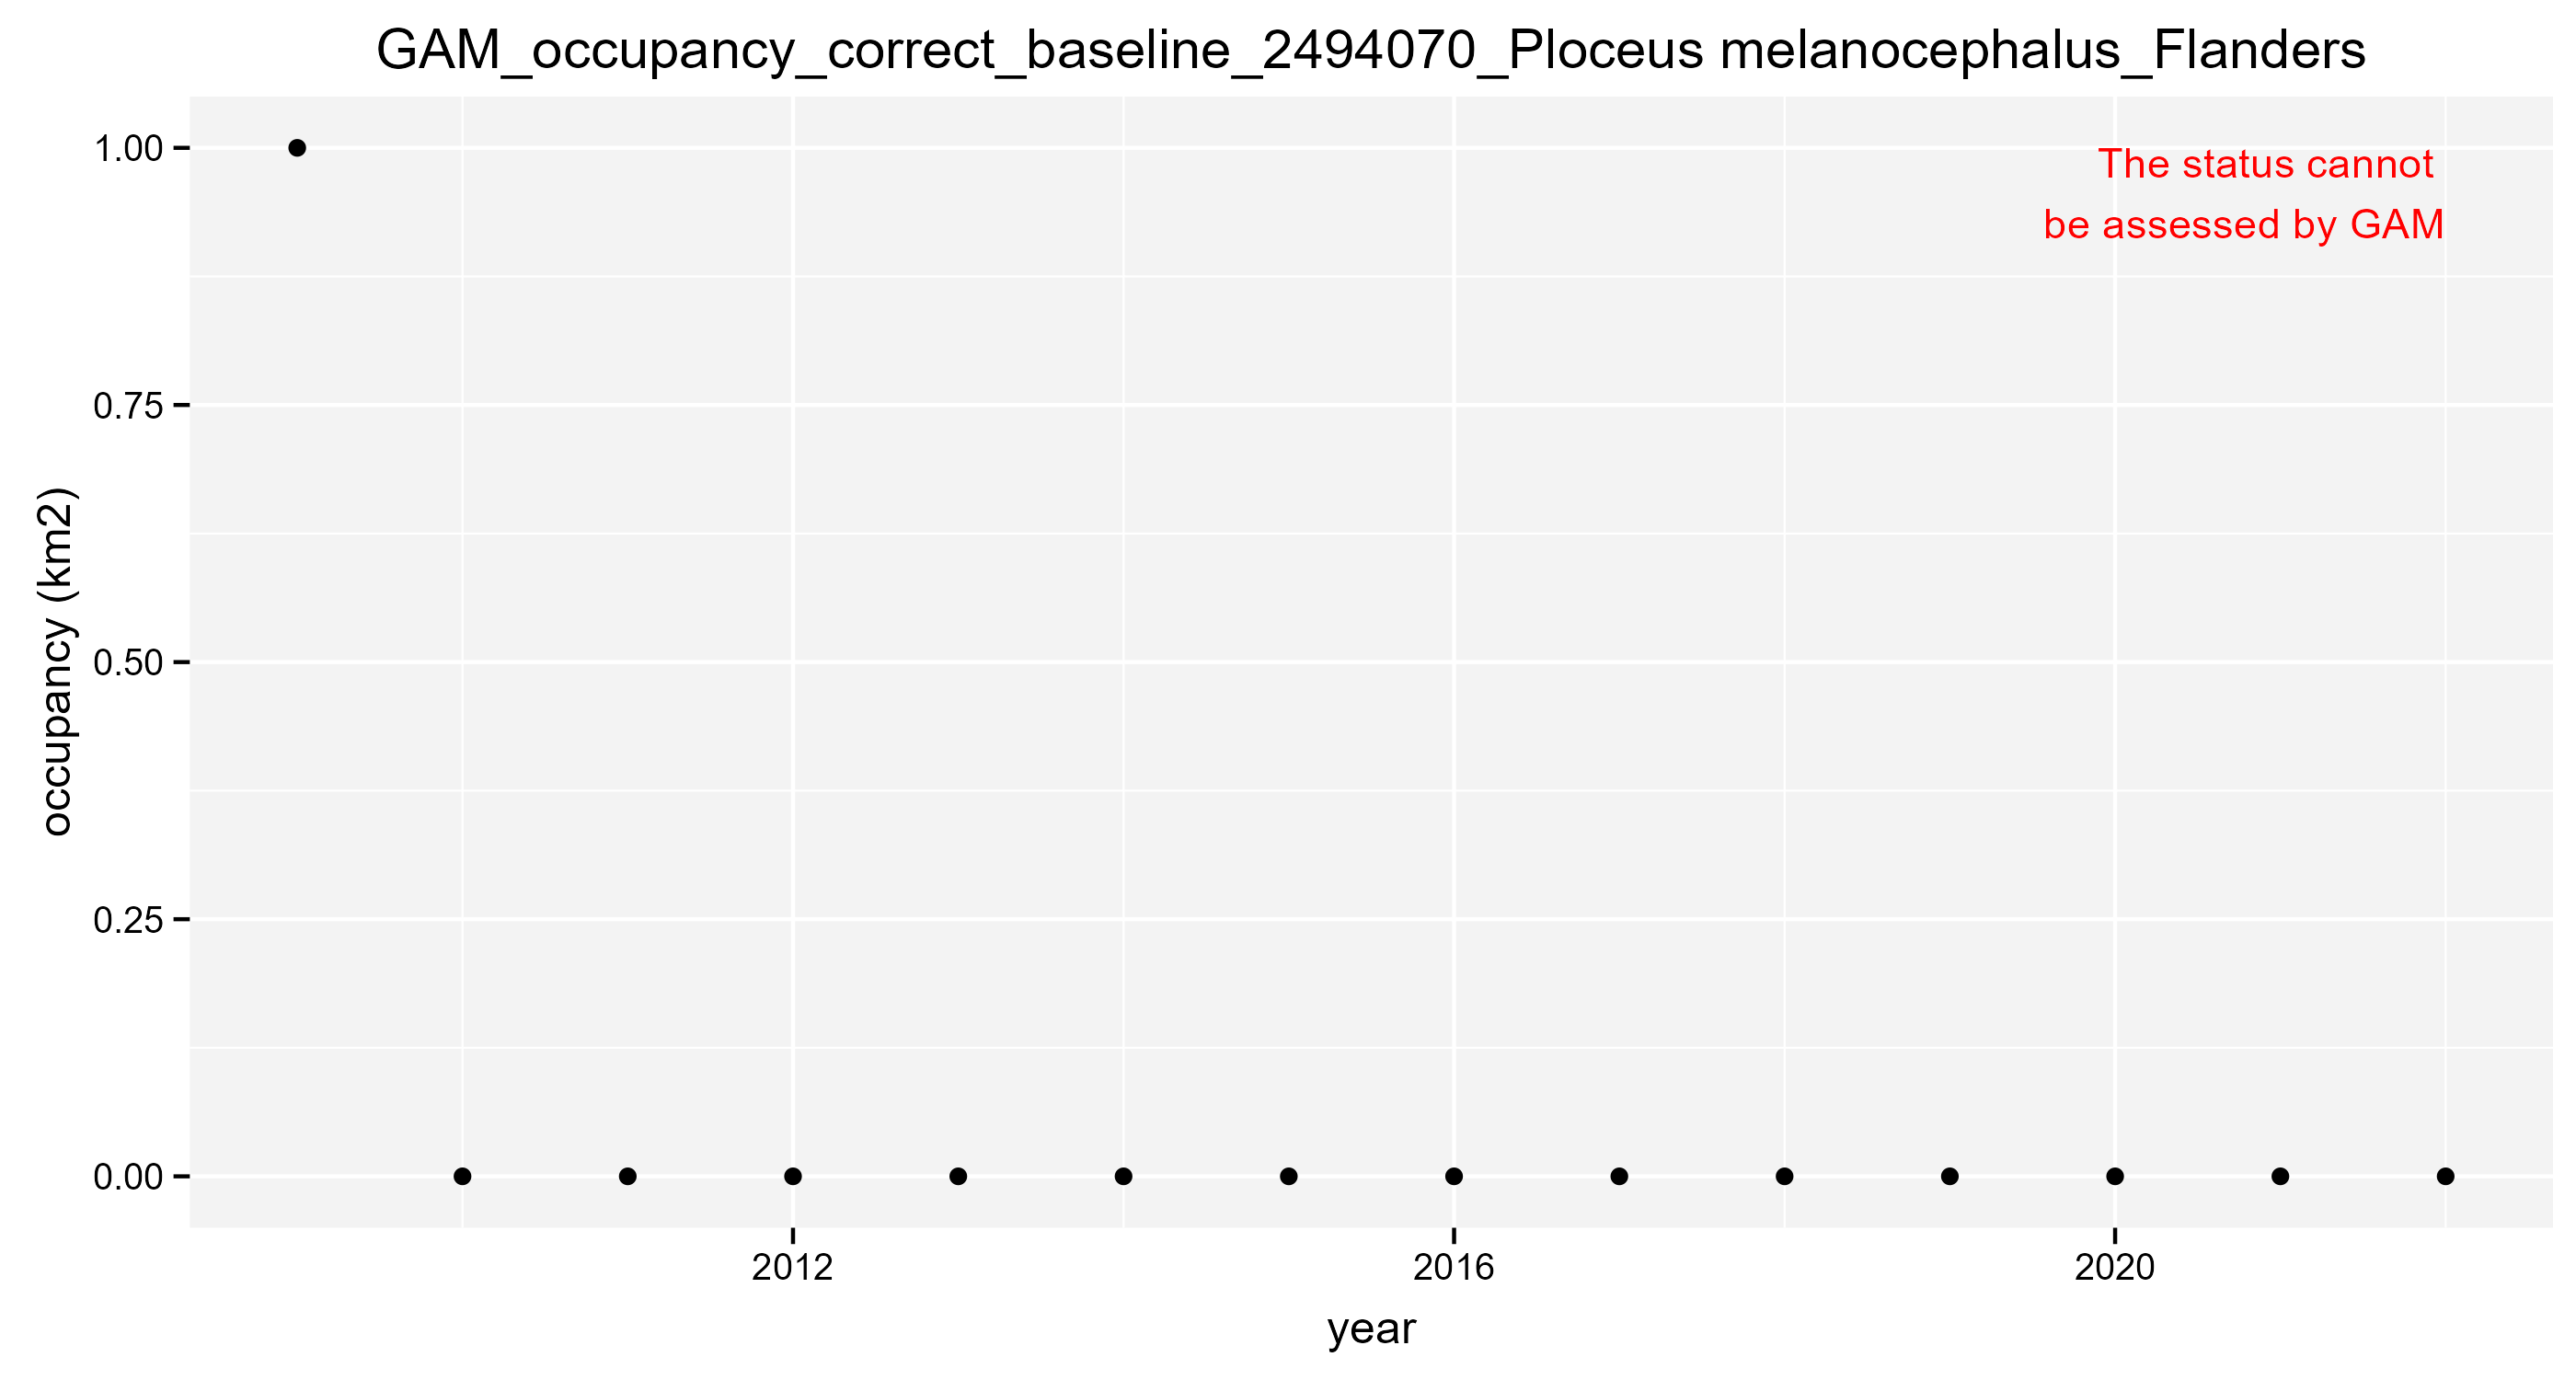 GAM_occupancy_correct_baseline_2494070_Ploceus melanocephalus_Flanders
1.00
The status cannot
be assessed by GAM
0.75
0.50
0.25
0.00
occupancy (km2)
2012
2016
2020
year